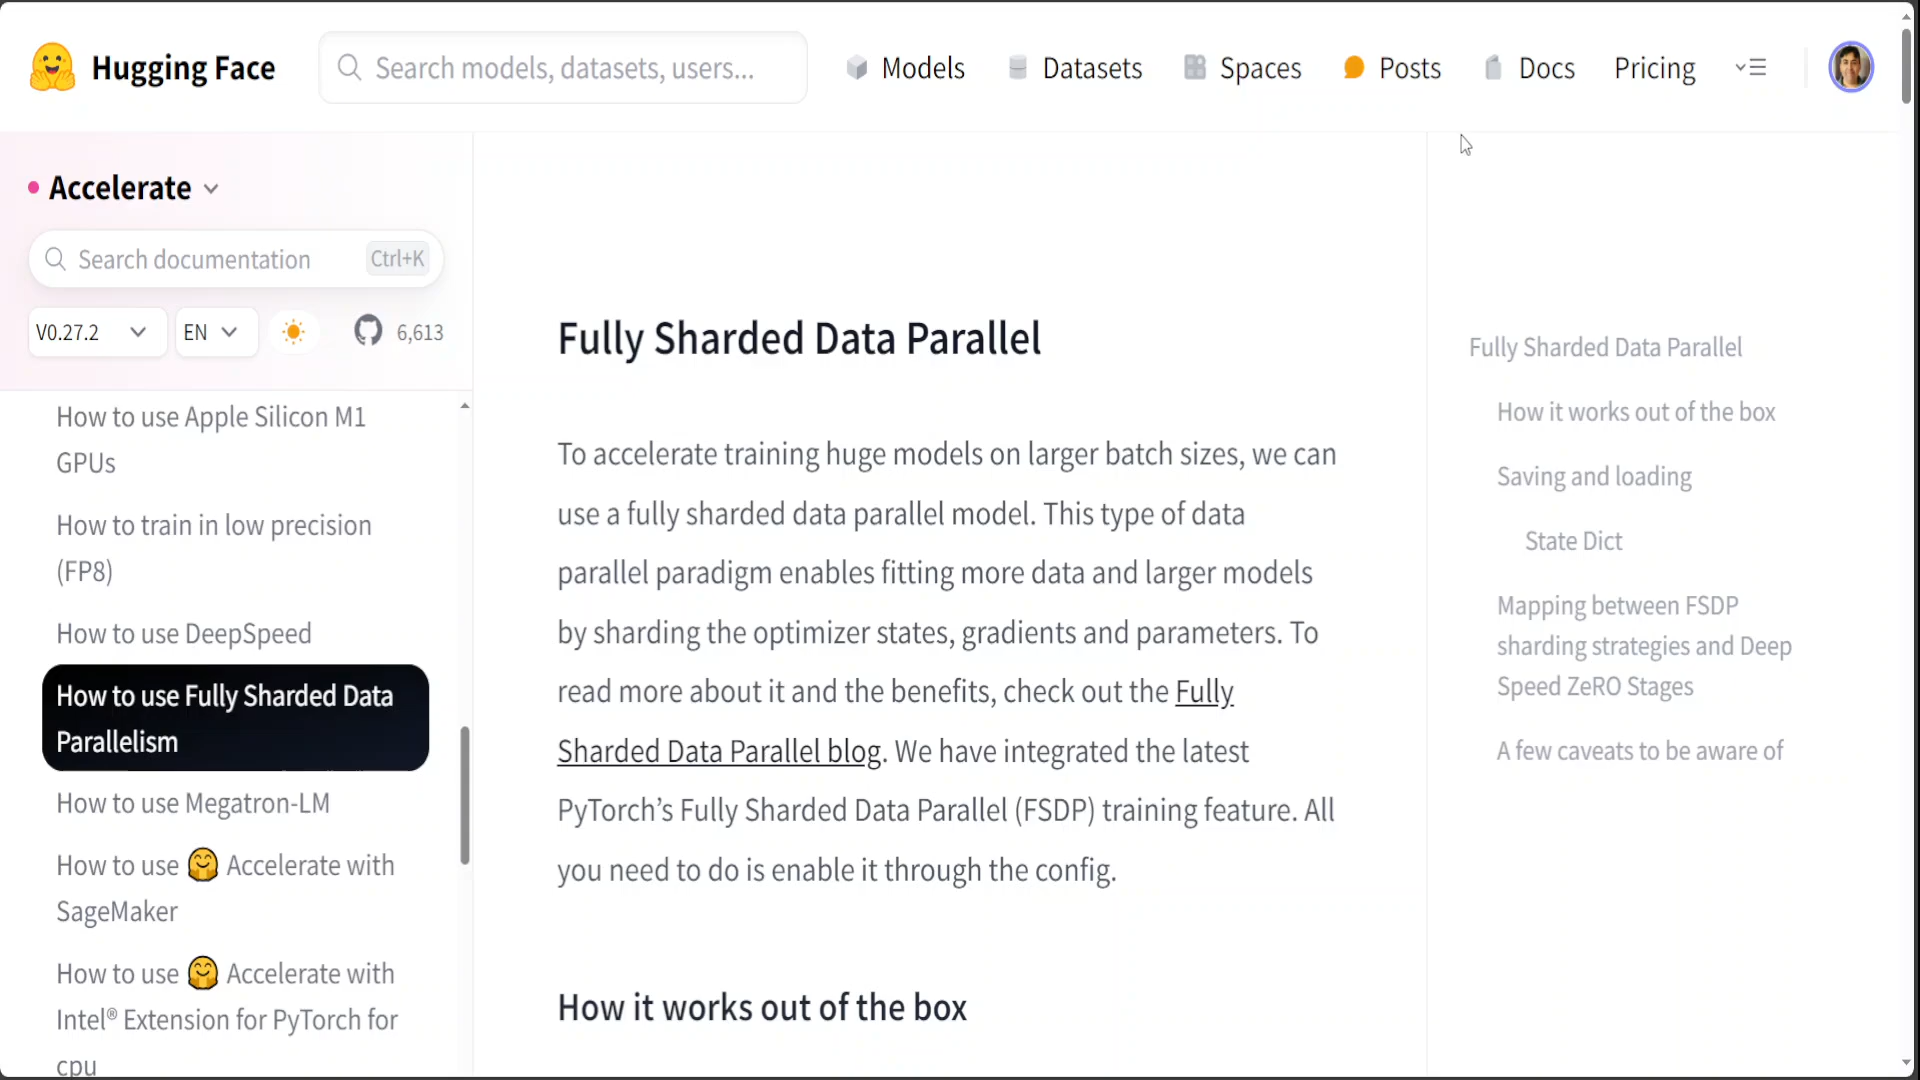 Hugging Face
Search models, datasets, users...
Models
Datasets
Spaces
Posts
Docs
Pricing
Accelerate
Search documentation
Ctrl+K
V0.27.2
EN
6,613
How to use Apple Silicon M1
GPUs
How to train in low precision
(FP8)
How to use DeepSpeed
How to use Fully Sharded Data
Parallelism
How to use Megatron-LM
How to use 🤗 Accelerate with
SageMaker
How to use 🤗 Accelerate with
Intel® Extension for PyTorch for
cpu
Fully Sharded Data Parallel
To accelerate training huge models on larger batch sizes, we can
use a fully sharded data parallel model. This type of data
parallel paradigm enables fitting more data and larger models
by sharding the optimizer states, gradients and parameters. To
read more about it and the benefits, check out the Fully
Sharded Data Parallel blog. We have integrated the latest
PyTorch’s Fully Sharded Data Parallel (FSDP) training feature. All
you need to do is enable it through the config.
How it works out of the box
Fully Sharded Data Parallel
How it works out of the box
Saving and loading
State Dict
Mapping between FSDP
sharding strategies and Deep
Speed ZeRO Stages
A few caveats to be aware of